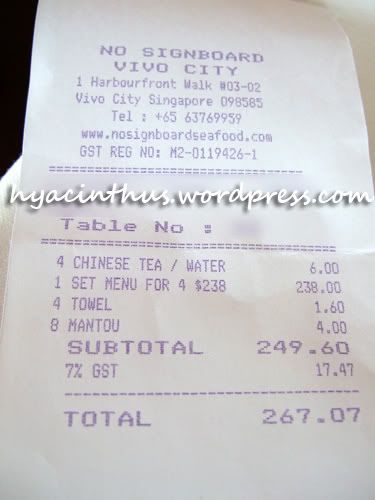 NO SIGNBOARD
VIVO CITY
1 Harbourfront Walk #03-02
Vivo City Singapore 098585
Tel : +65 63769959
www.nosignboardseafood.com
GST REG NO: M2-0119426-1
hyacinthus.wordpress.com
Table No :
4 CHINESE TEA / WATER 6.00
1 SET MENU FOR 4 $238 238.00
4 TOWEL 1.60
8 MANTOU 4.00
SUBTOTAL 249.60
7% GST 17.47
TOTAL 267.07